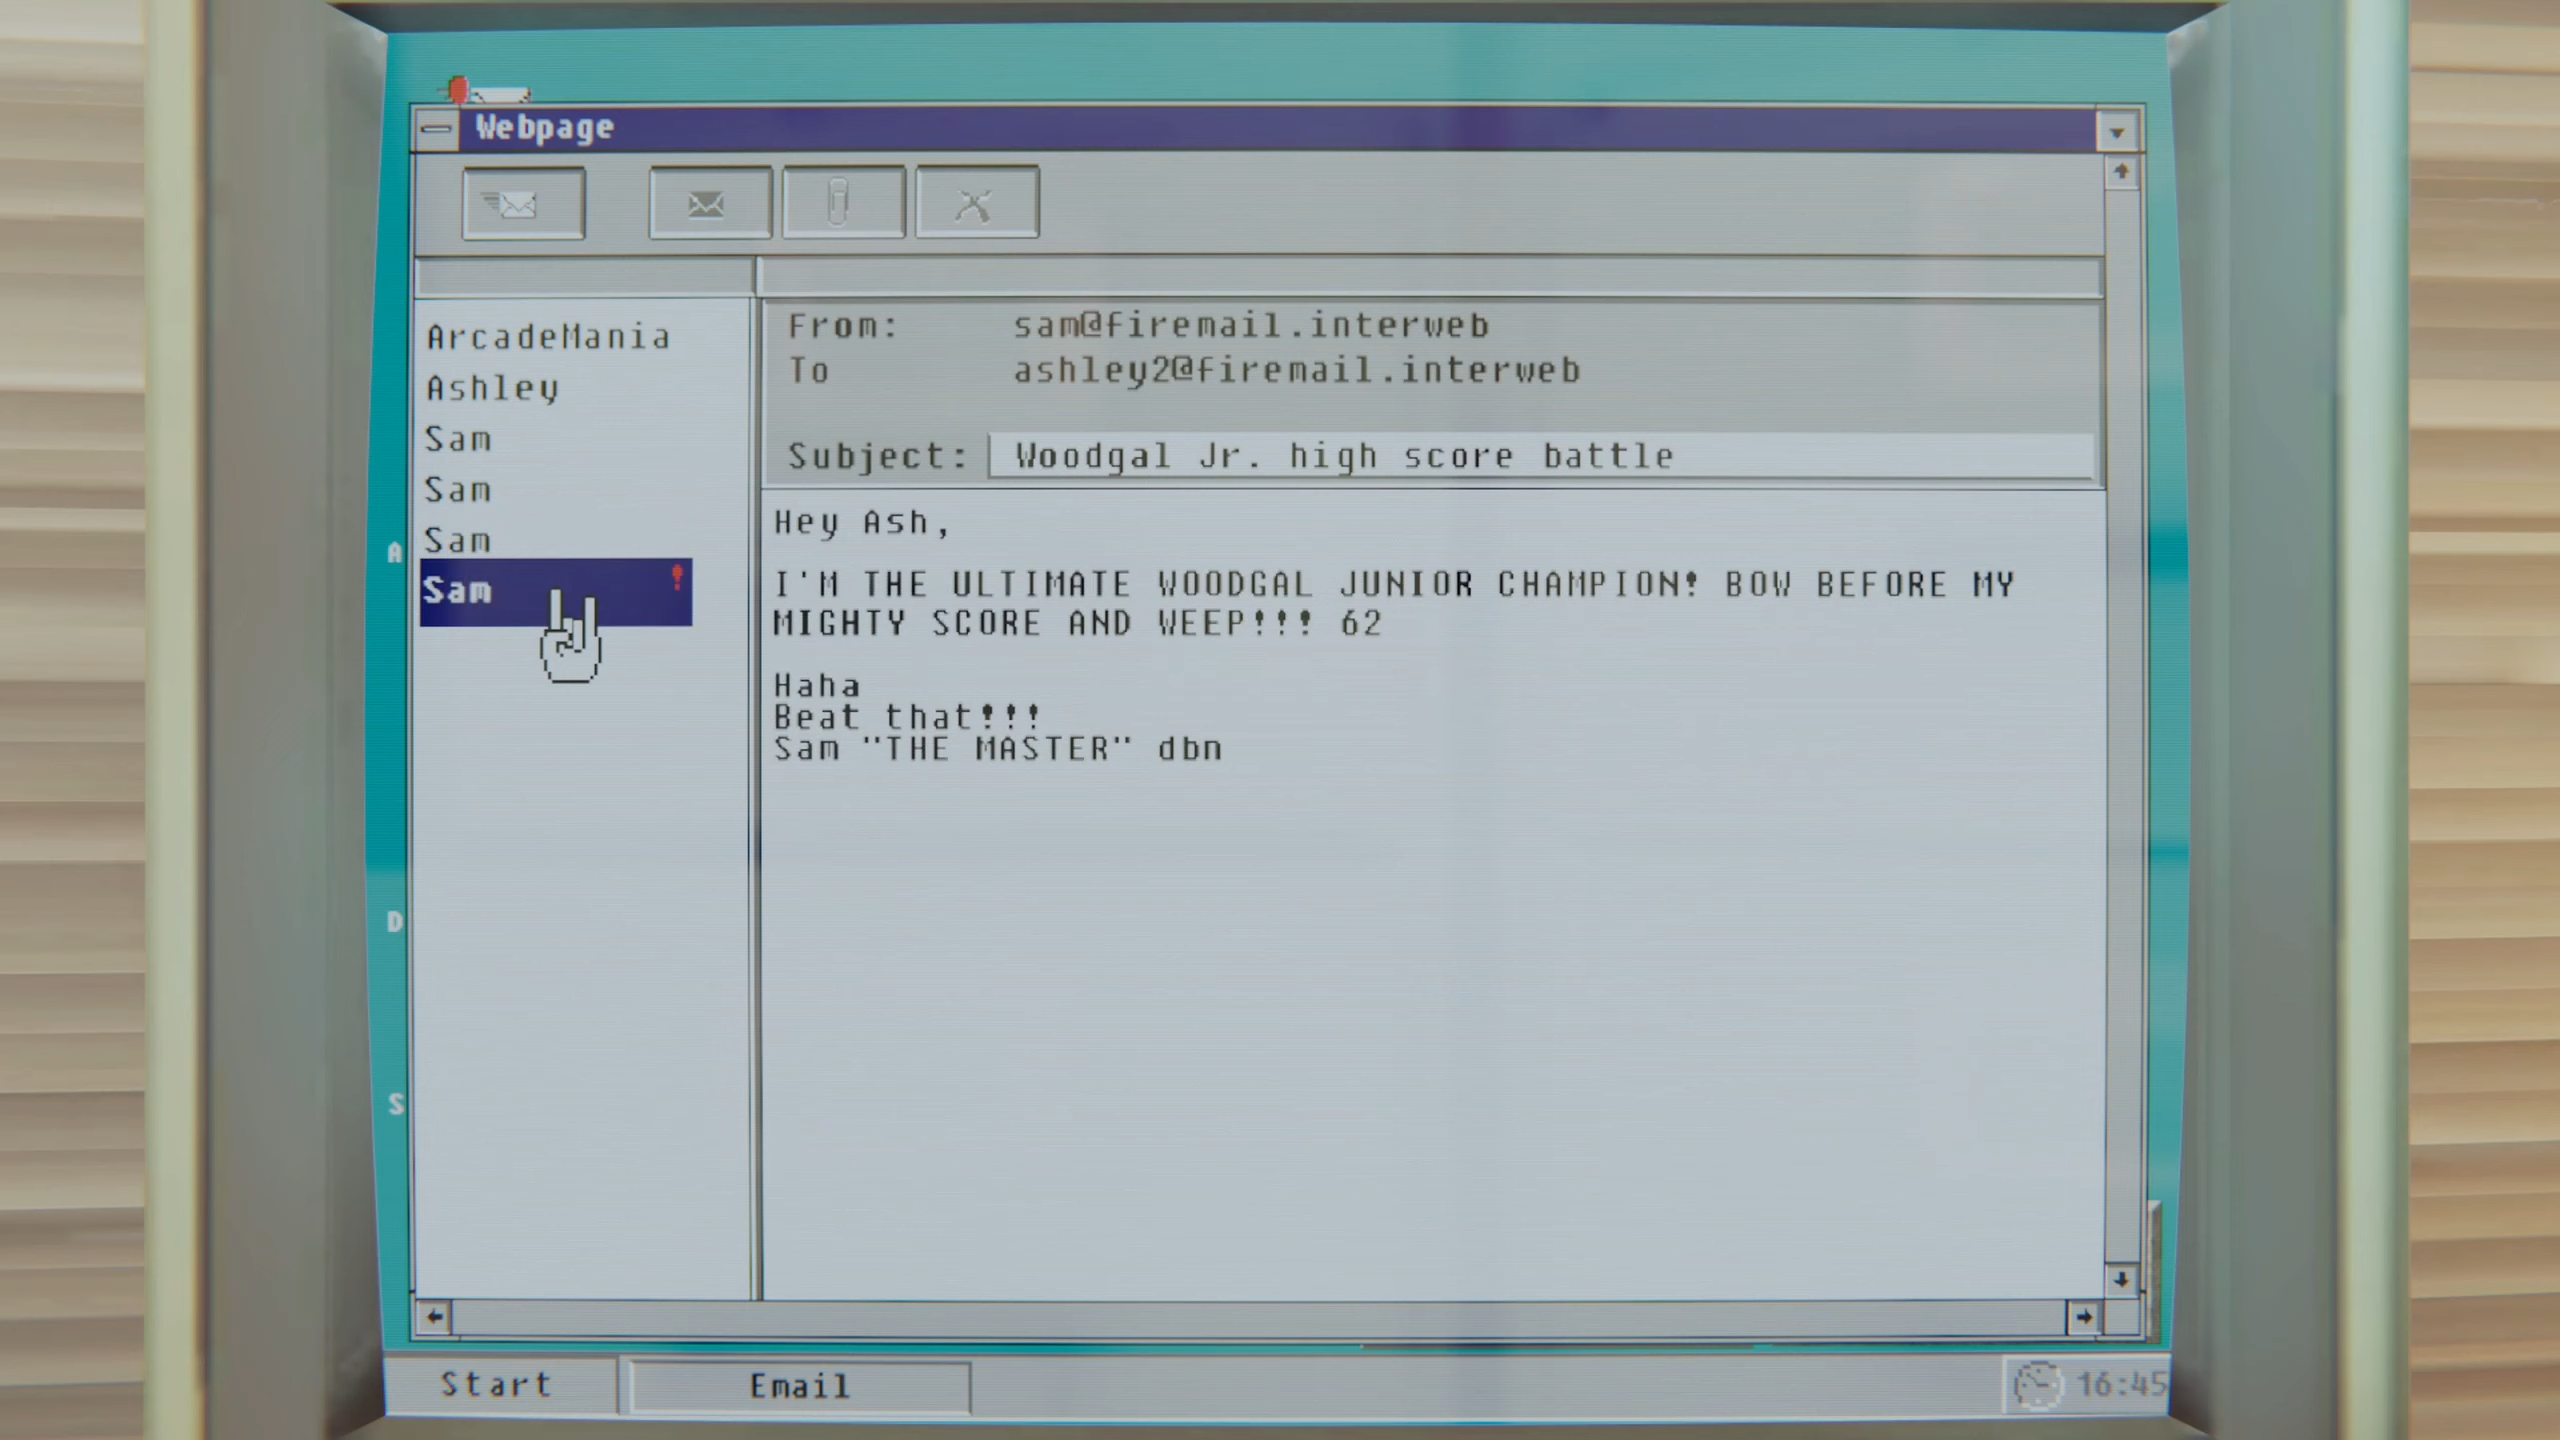 Webpage
ArcadeMania
Ashley
Sam
Sam
Sam
Sam !
From: sam@firemail.interweb
To ashley2@firemail.interweb
Subject: Woodgal Jr. high score battle
Hey Ash,
I'M THE ULTIMATE WOODGAL JUNIOR CHAMPION! BOW BEFORE MY
MIGHTY SCORE AND WEEP!!! 62
Haha
Beat that!!!
Sam "THE MASTER" dbn
A
D
S
Start
Email
16:45